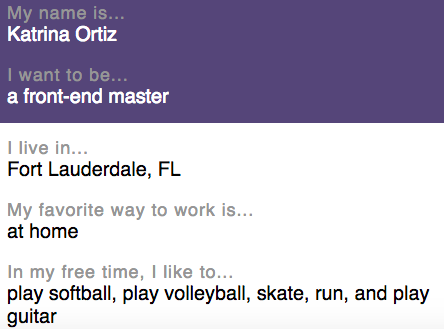 My name is...
Katrina Ortiz
I want to be...
a front-end master
I live in...
Fort Lauderdale, FL
My favorite way to work is...
at home
In my free time, I like to...
play softball, play volleyball, skate, run, and play
guitar